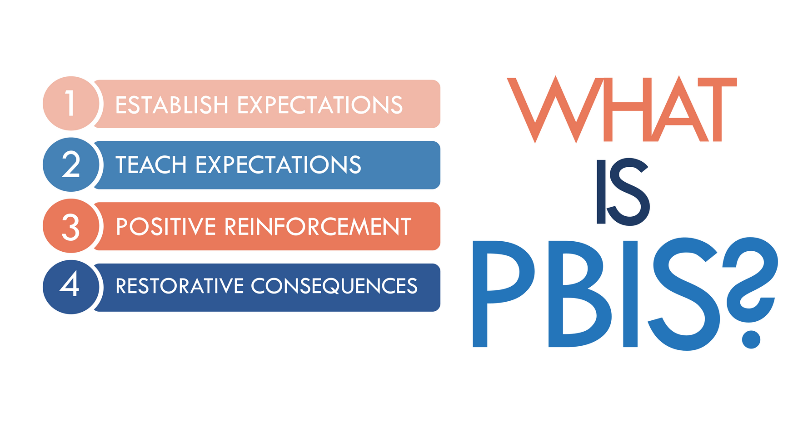 1 ESTABLISH EXPECTATIONS
2 TEACH EXPECTATIONS
3 POSITIVE REINFORCEMENT
4 RESTORATIVE CONSEQUENCES
WHAT
IS
PBIS?